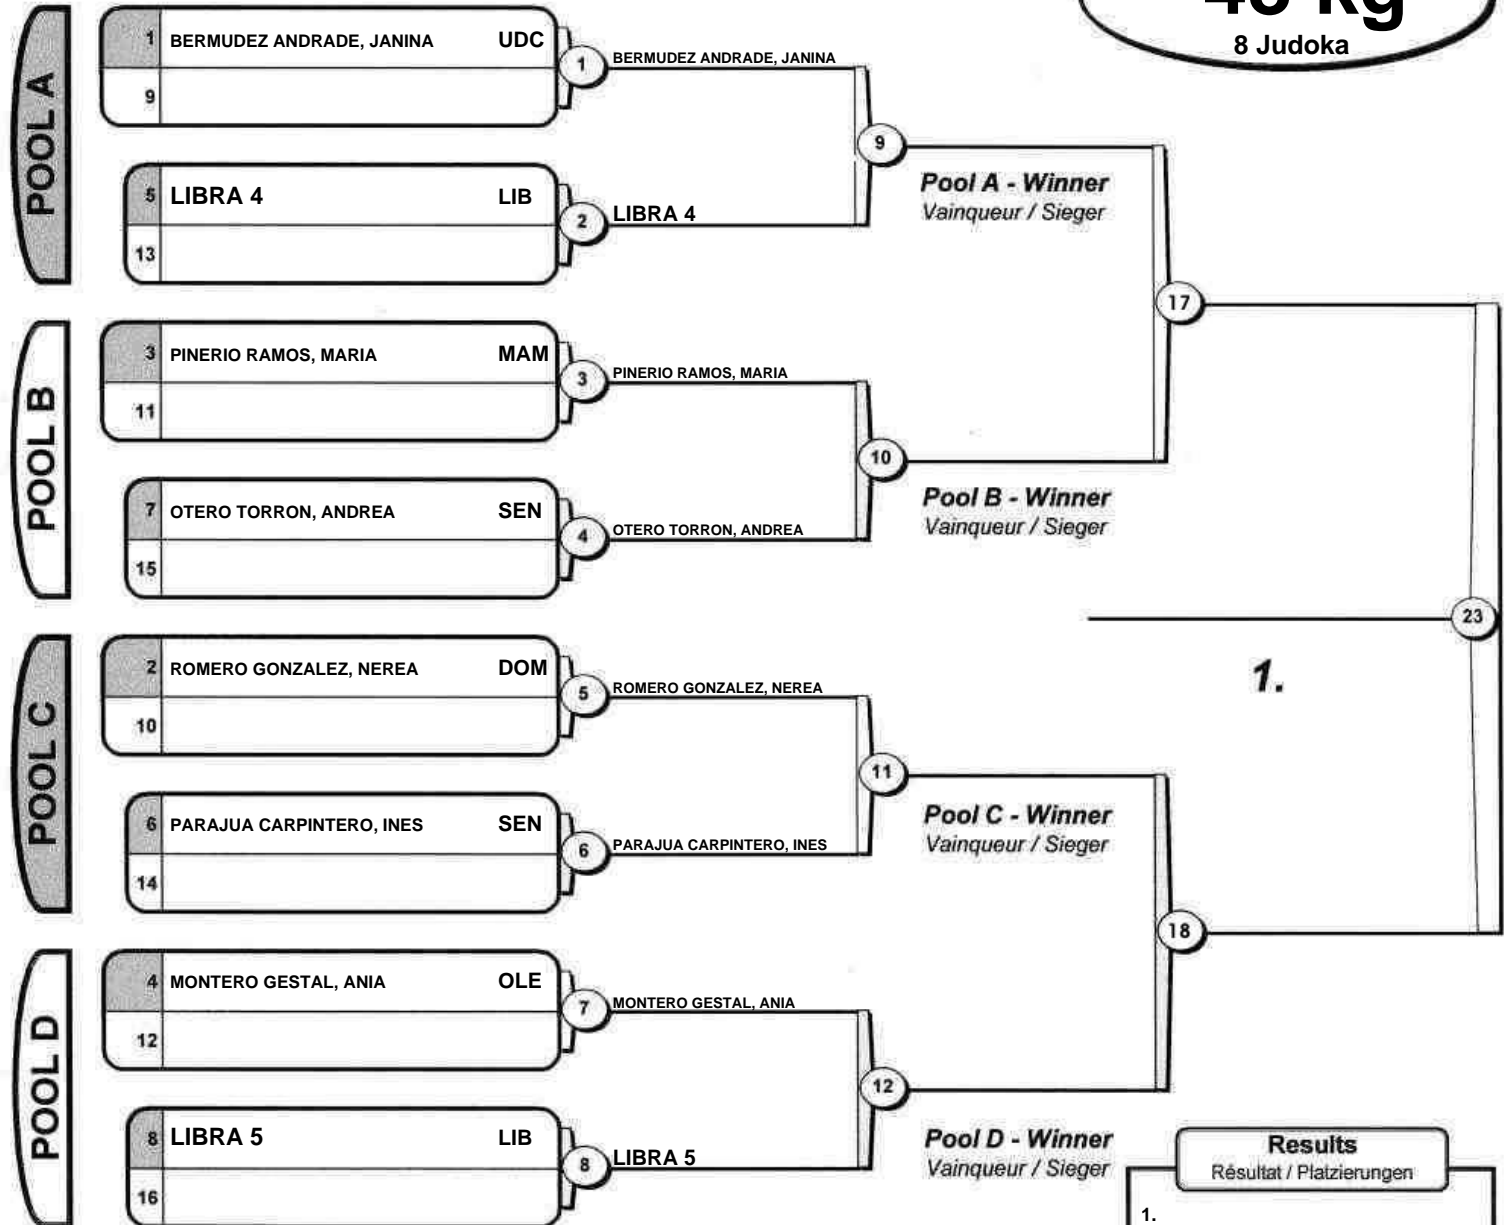 8 Judoka
POOL A
1 BERMUDEZ ANDRADE, JANINA UDC
9
1 BERMUDEZ ANDRADE, JANINA
5 LIBRA 4 LIB
13
2 LIBRA 4
9
Pool A - Winner
Vainqueur / Sieger
POOL B
3 PINERIO RAMOS, MARIA MAM
11
3 PINERIO RAMOS, MARIA
7 OTERO TORRON, ANDREA SEN
15
4 OTERO TORRON, ANDREA
10
Pool B - Winner
Vainqueur / Sieger
17
POOL C
2 ROMERO GONZALEZ, NEREA DOM
10
5 ROMERO GONZALEZ, NEREA
6 PARAJUA CARPINTERO, INES SEN
14
6 PARAJUA CARPINTERO, INES
11
Pool C - Winner
Vainqueur / Sieger
POOL D
4 MONTERO GESTAL, ANIA OLE
12
7 MONTERO GESTAL, ANIA
8 LIBRA 5 LIB
16
8 LIBRA 5
12
Pool D - Winner
Vainqueur / Sieger
18
23
1.
Results
Résultat / Platzierungen
1.